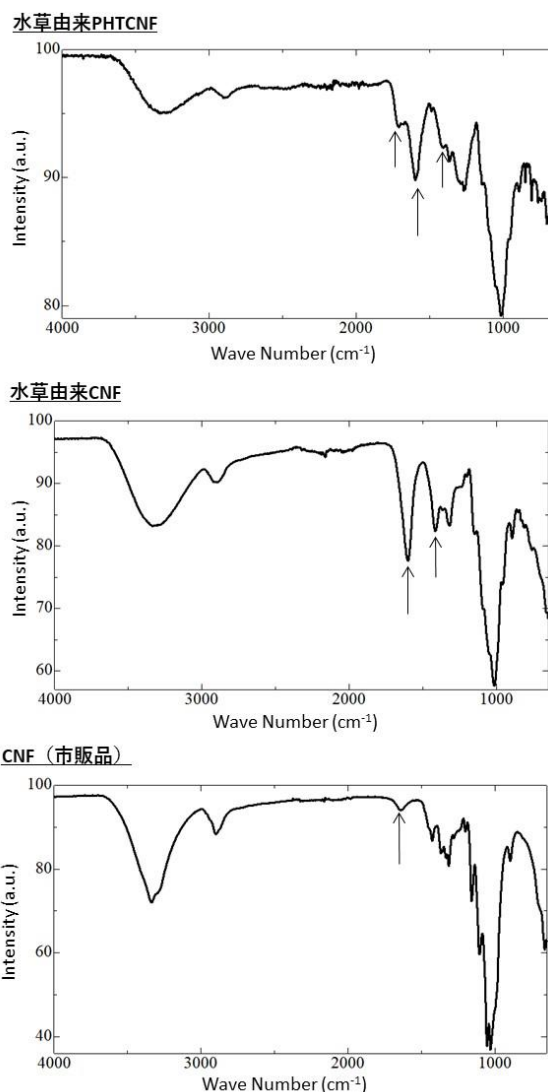 水草由来PHTCNF
100
90
80
Intensity (a.u.)
4000 3000 2000 1000
Wave Number (cm⁻¹)
水草由来CNF
100
90
80
70
60
Intensity (a.u.)
4000 3000 2000 1000
Wave Number (cm⁻¹)
CNF（市販品）
100
80
60
40
Intensity (a.u.)
4000 3000 2000 1000
Wave Number (cm⁻¹)